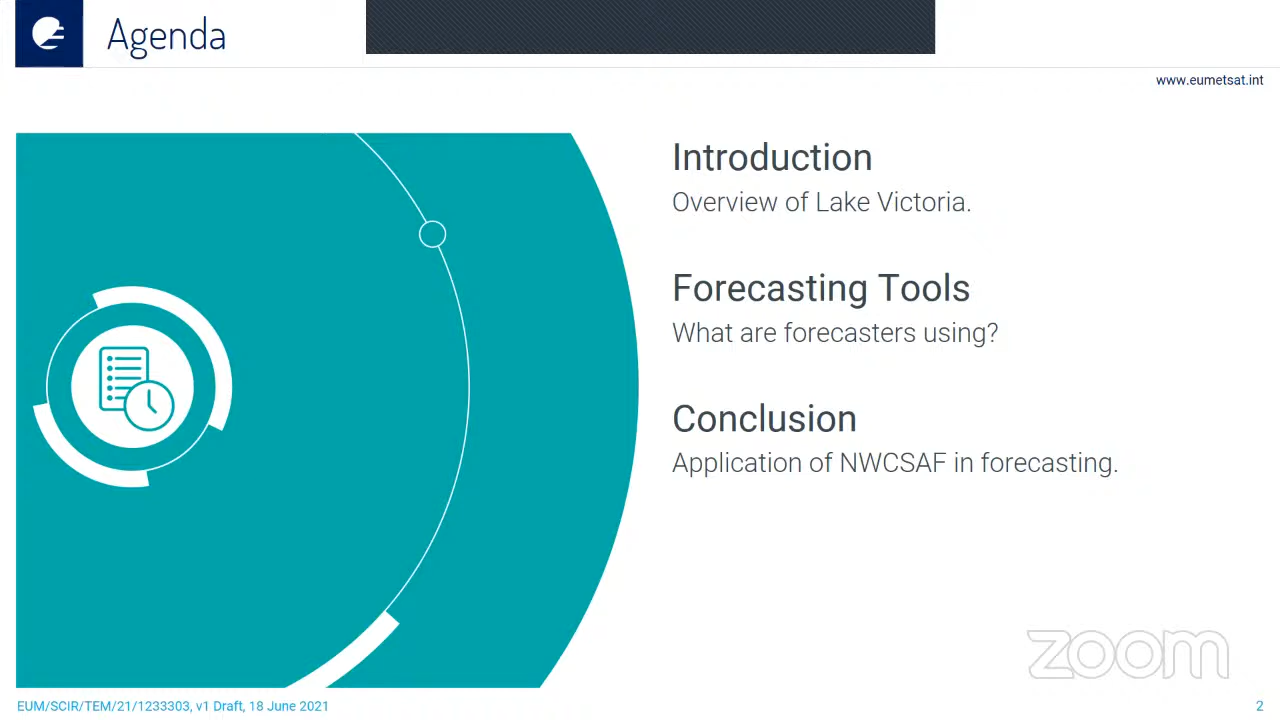 Agenda
www.eumetsat.int
Introduction
Overview of Lake Victoria.
Forecasting Tools
What are forecasters using?
Conclusion
Application of NWCSAF in forecasting.
zoom
EUM/SCIR/TEM/21/1233303, v1 Draft, 18 June 2021
2